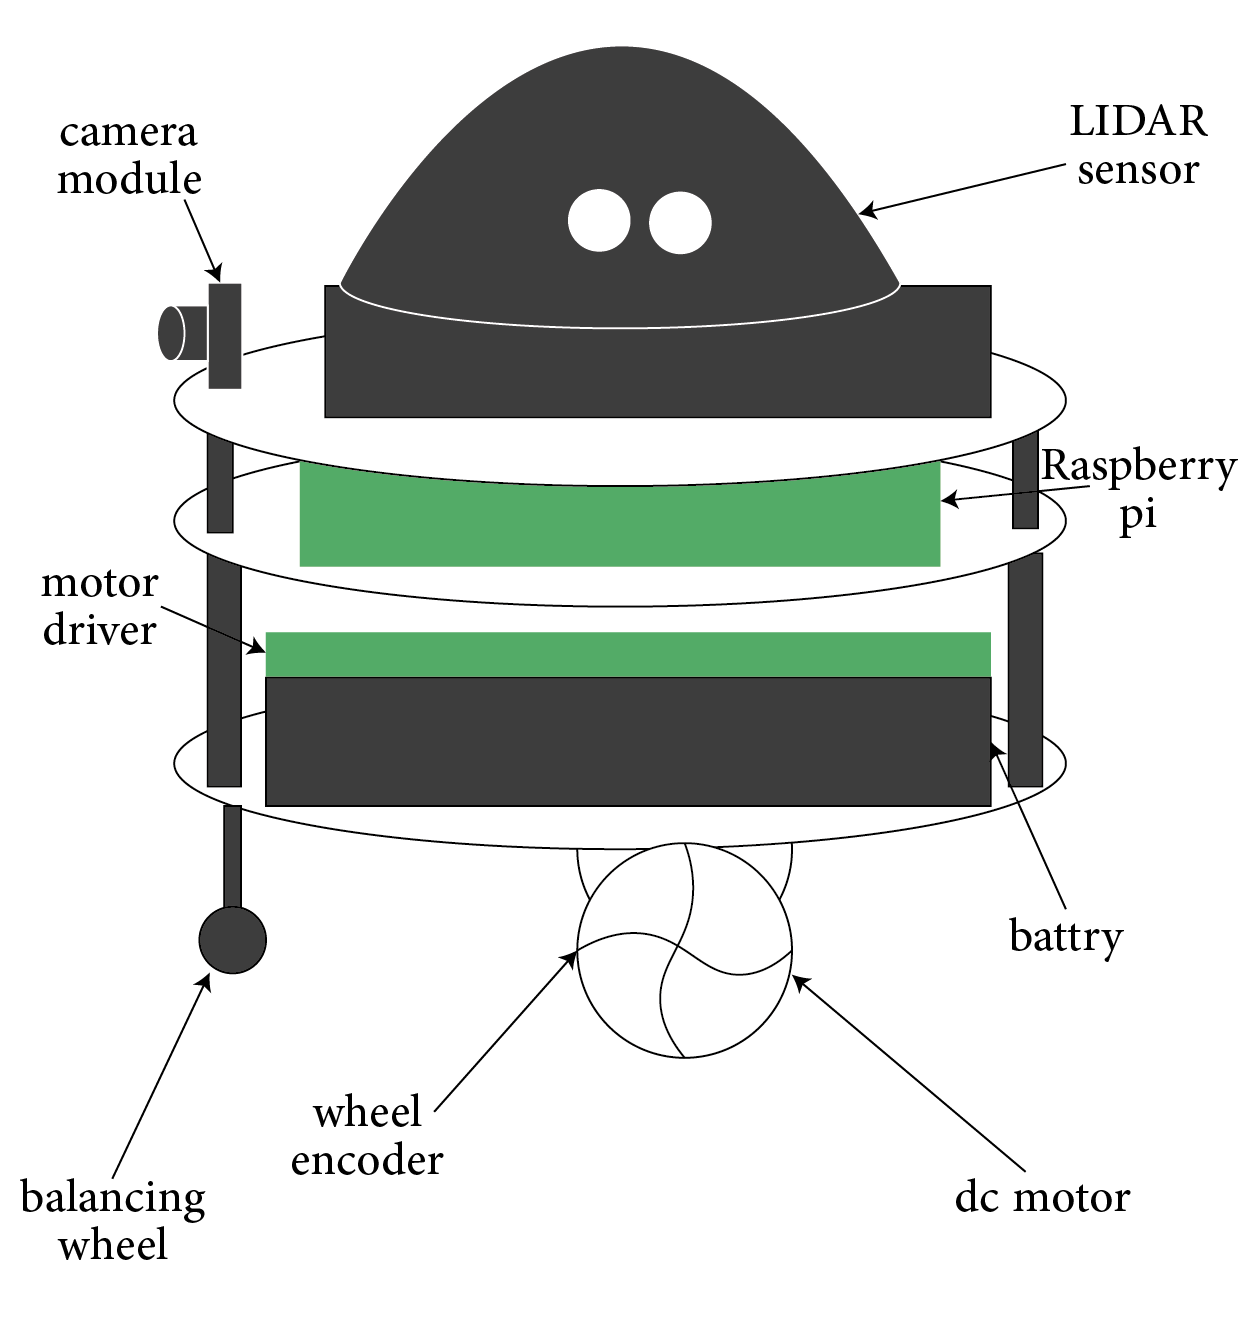 camera
module
LIDAR
sensor
Raspberry
pi
motor
driver
battry
wheel
encoder
balancing
wheel
dc motor